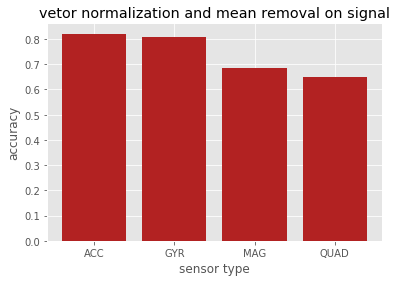 vetor normalization and mean removal on signal
accuracy
0.8
0.7
0.6
0.5
0.4
0.3
0.2
0.1
0.0
ACC GYR MAG QUAD
sensor type